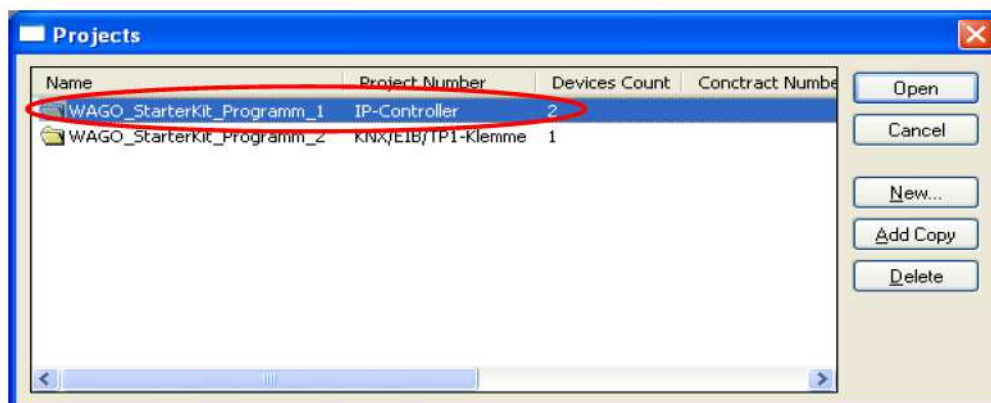 Projects
Name Project Number Devices Count Conctract Numbe
WAGO_StarterKit_Programm_1 IP-Controller 2
WAGO_StarterKit_Programm_2 KNX/EIB/TP1-Klemme 1
Open
Cancel
New...
Add Copy
Delete